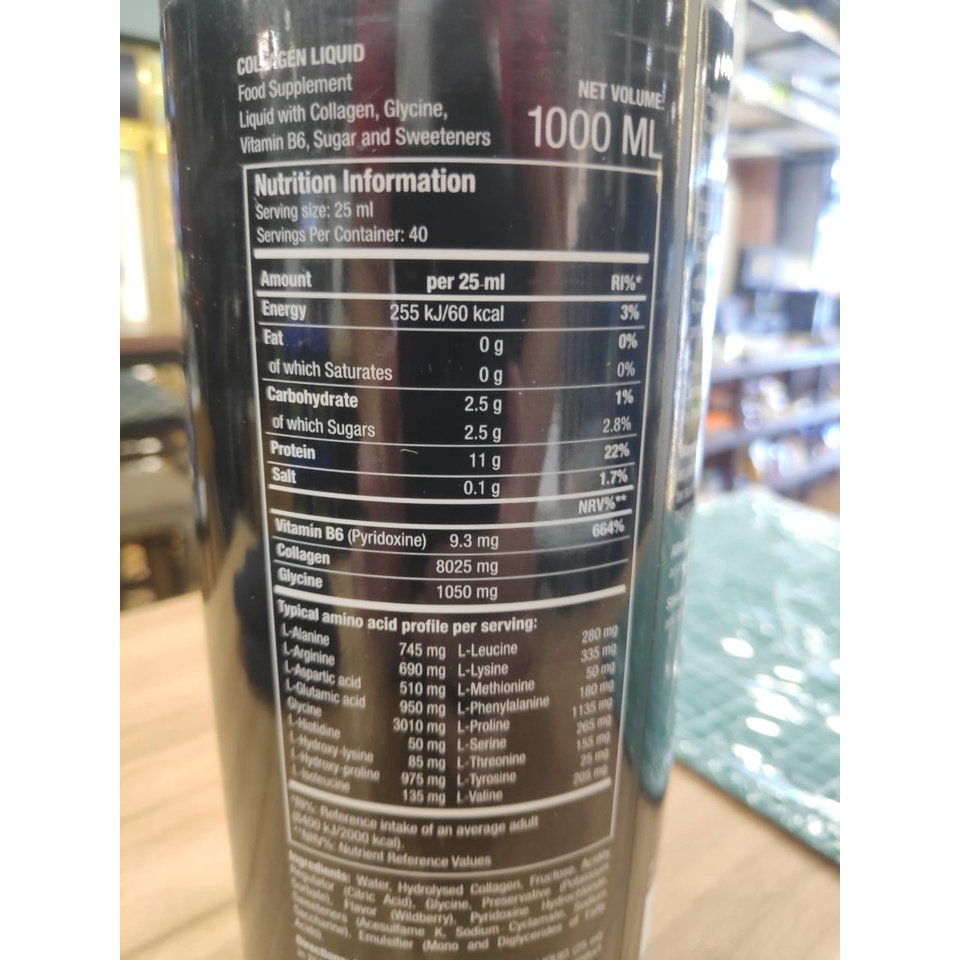 COLLAGEN LIQUID
Food Supplement
Liquid with Collagen, Glycine,
Vitamin B6, Sugar and Sweeteners
NET VOLUME:
1000 ML
Nutrition Information
Serving size: 25 ml
Servings Per Container: 40
Amount per 25 ml RI%*
Energy 255 kJ/60 kcal 3%
Fat 0 g 0%
of which Saturates 0 g 0%
Carbohydrate 2.5 g 1%
of which Sugars 2.5 g 2.8%
Protein 11 g 22%
Salt 0.1 g 1.7%
NRV%**
Vitamin B6 (Pyridoxine) 9.3 mg 664%
Collagen 8025 mg
Glycine 1050 mg
Typical amino acid profile per serving:
L-Alanine 745 mg L-Leucine 280 mg
L-Arginine 690 mg L-Lysine 335 mg
L-Aspartic acid 510 mg L-Methionine 50 mg
L-Glutamic acid 950 mg L-Phenylalanine 180 mg
Glycine 3010 mg L-Proline 1135 mg
L-Histidine 50 mg L-Serine 265 mg
L-Hydroxy-lysine 85 mg L-Threonine 155 mg
L-Hydroxy-proline 975 mg L-Tyrosine 25 mg
L-Isoleucine 135 mg L-Valine 205 mg
*RI%: Reference intake of an average adult
(8400 kJ/2000 kcal).
**NRV%: Nutrient Reference Values
Ingredients: Water, Hydrolysed Collagen, Fructose, Acidity
Regulator (Citric Acid), Glycine, Preservative (Potassium
Sorbate), Flavor (Wildberry), Pyridoxine Hydrochloride
Sweeteners (Acesulfame K, Sodium Cyclamate, Sodium
Saccharine), Emulsifier (Mono and Diglycerides of Fatty
Acids)
Directions: